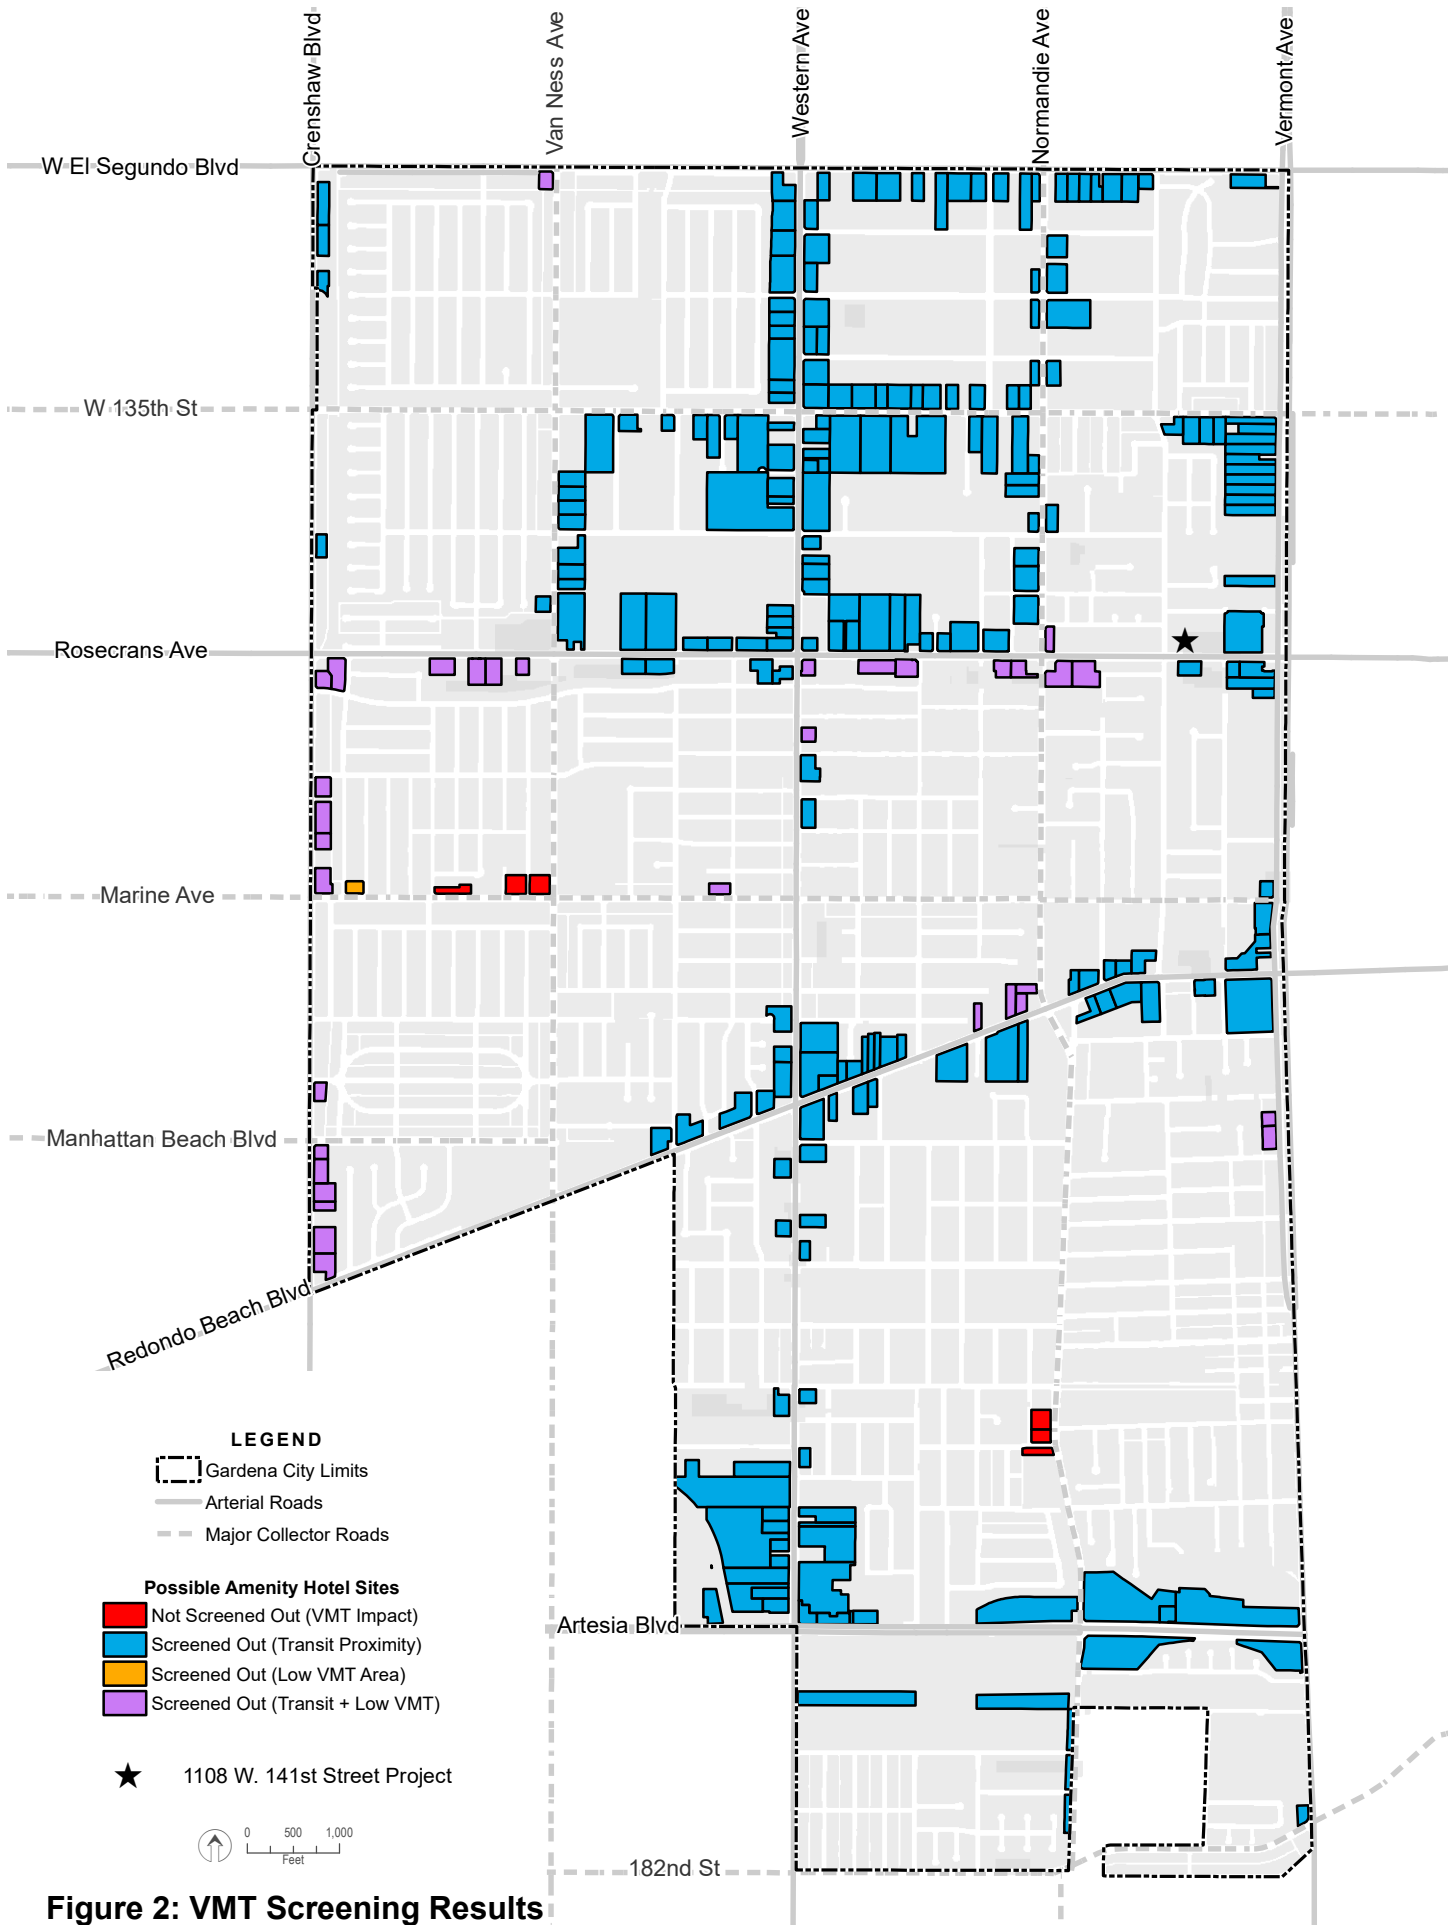 Crenshaw Blvd
Van Ness Ave
Western Ave
Normandie Ave
Vermont Ave
W El Segundo Blvd
W 135th St
Rosecrans Ave
Marine Ave
Manhattan Beach Blvd
Redondo Beach Blvd
LEGEND
Gardena City Limits
Arterial Roads
Major Collector Roads
Possible Amenity Hotel Sites
Not Screened Out (VMT Impact)
Screened Out (Transit Proximity)
Screened Out (Low VMT Area)
Screened Out (Transit + Low VMT)
Artesia Blvd
1108 W. 141st Street Project
0 500 1,000
Feet
182nd St
Figure 2: VMT Screening Results